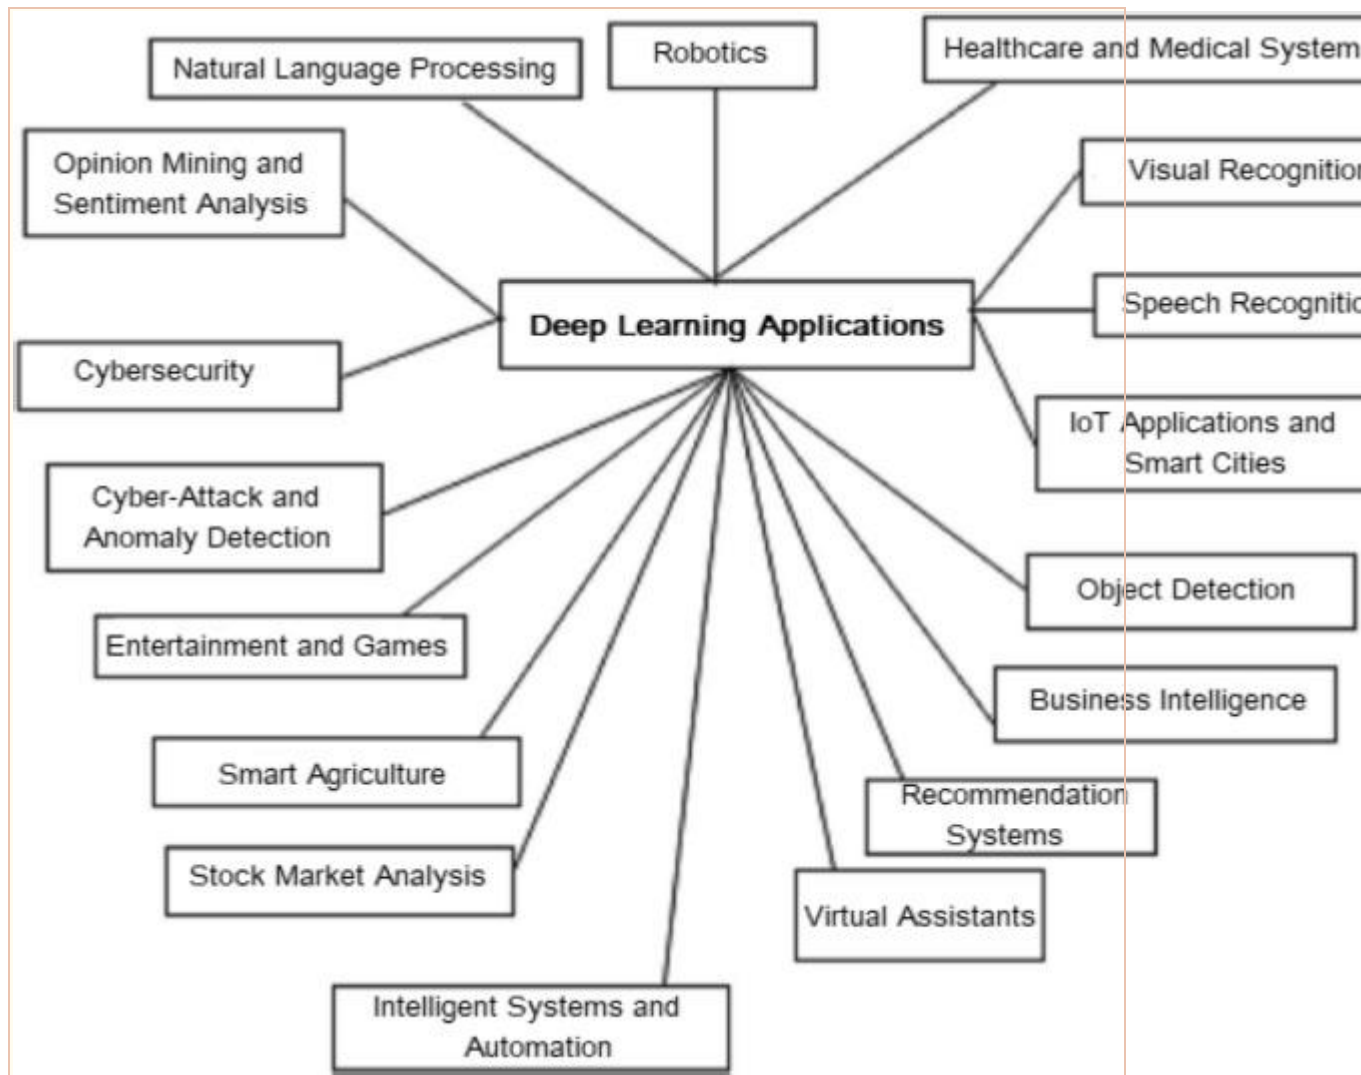 Natural Language Processing
Robotics
Healthcare and Medical System
Opinion Mining and
Sentiment Analysis
Visual Recognition
Deep Learning Applications
Speech Recognitio
Cybersecurity
IoT Applications and
Smart Cities
Cyber-Attack and
Anomaly Detection
Object Detection
Entertainment and Games
Business Intelligence
Smart Agriculture
Recommendation
Systems
Stock Market Analysis
Virtual Assistants
Intelligent Systems and
Automation